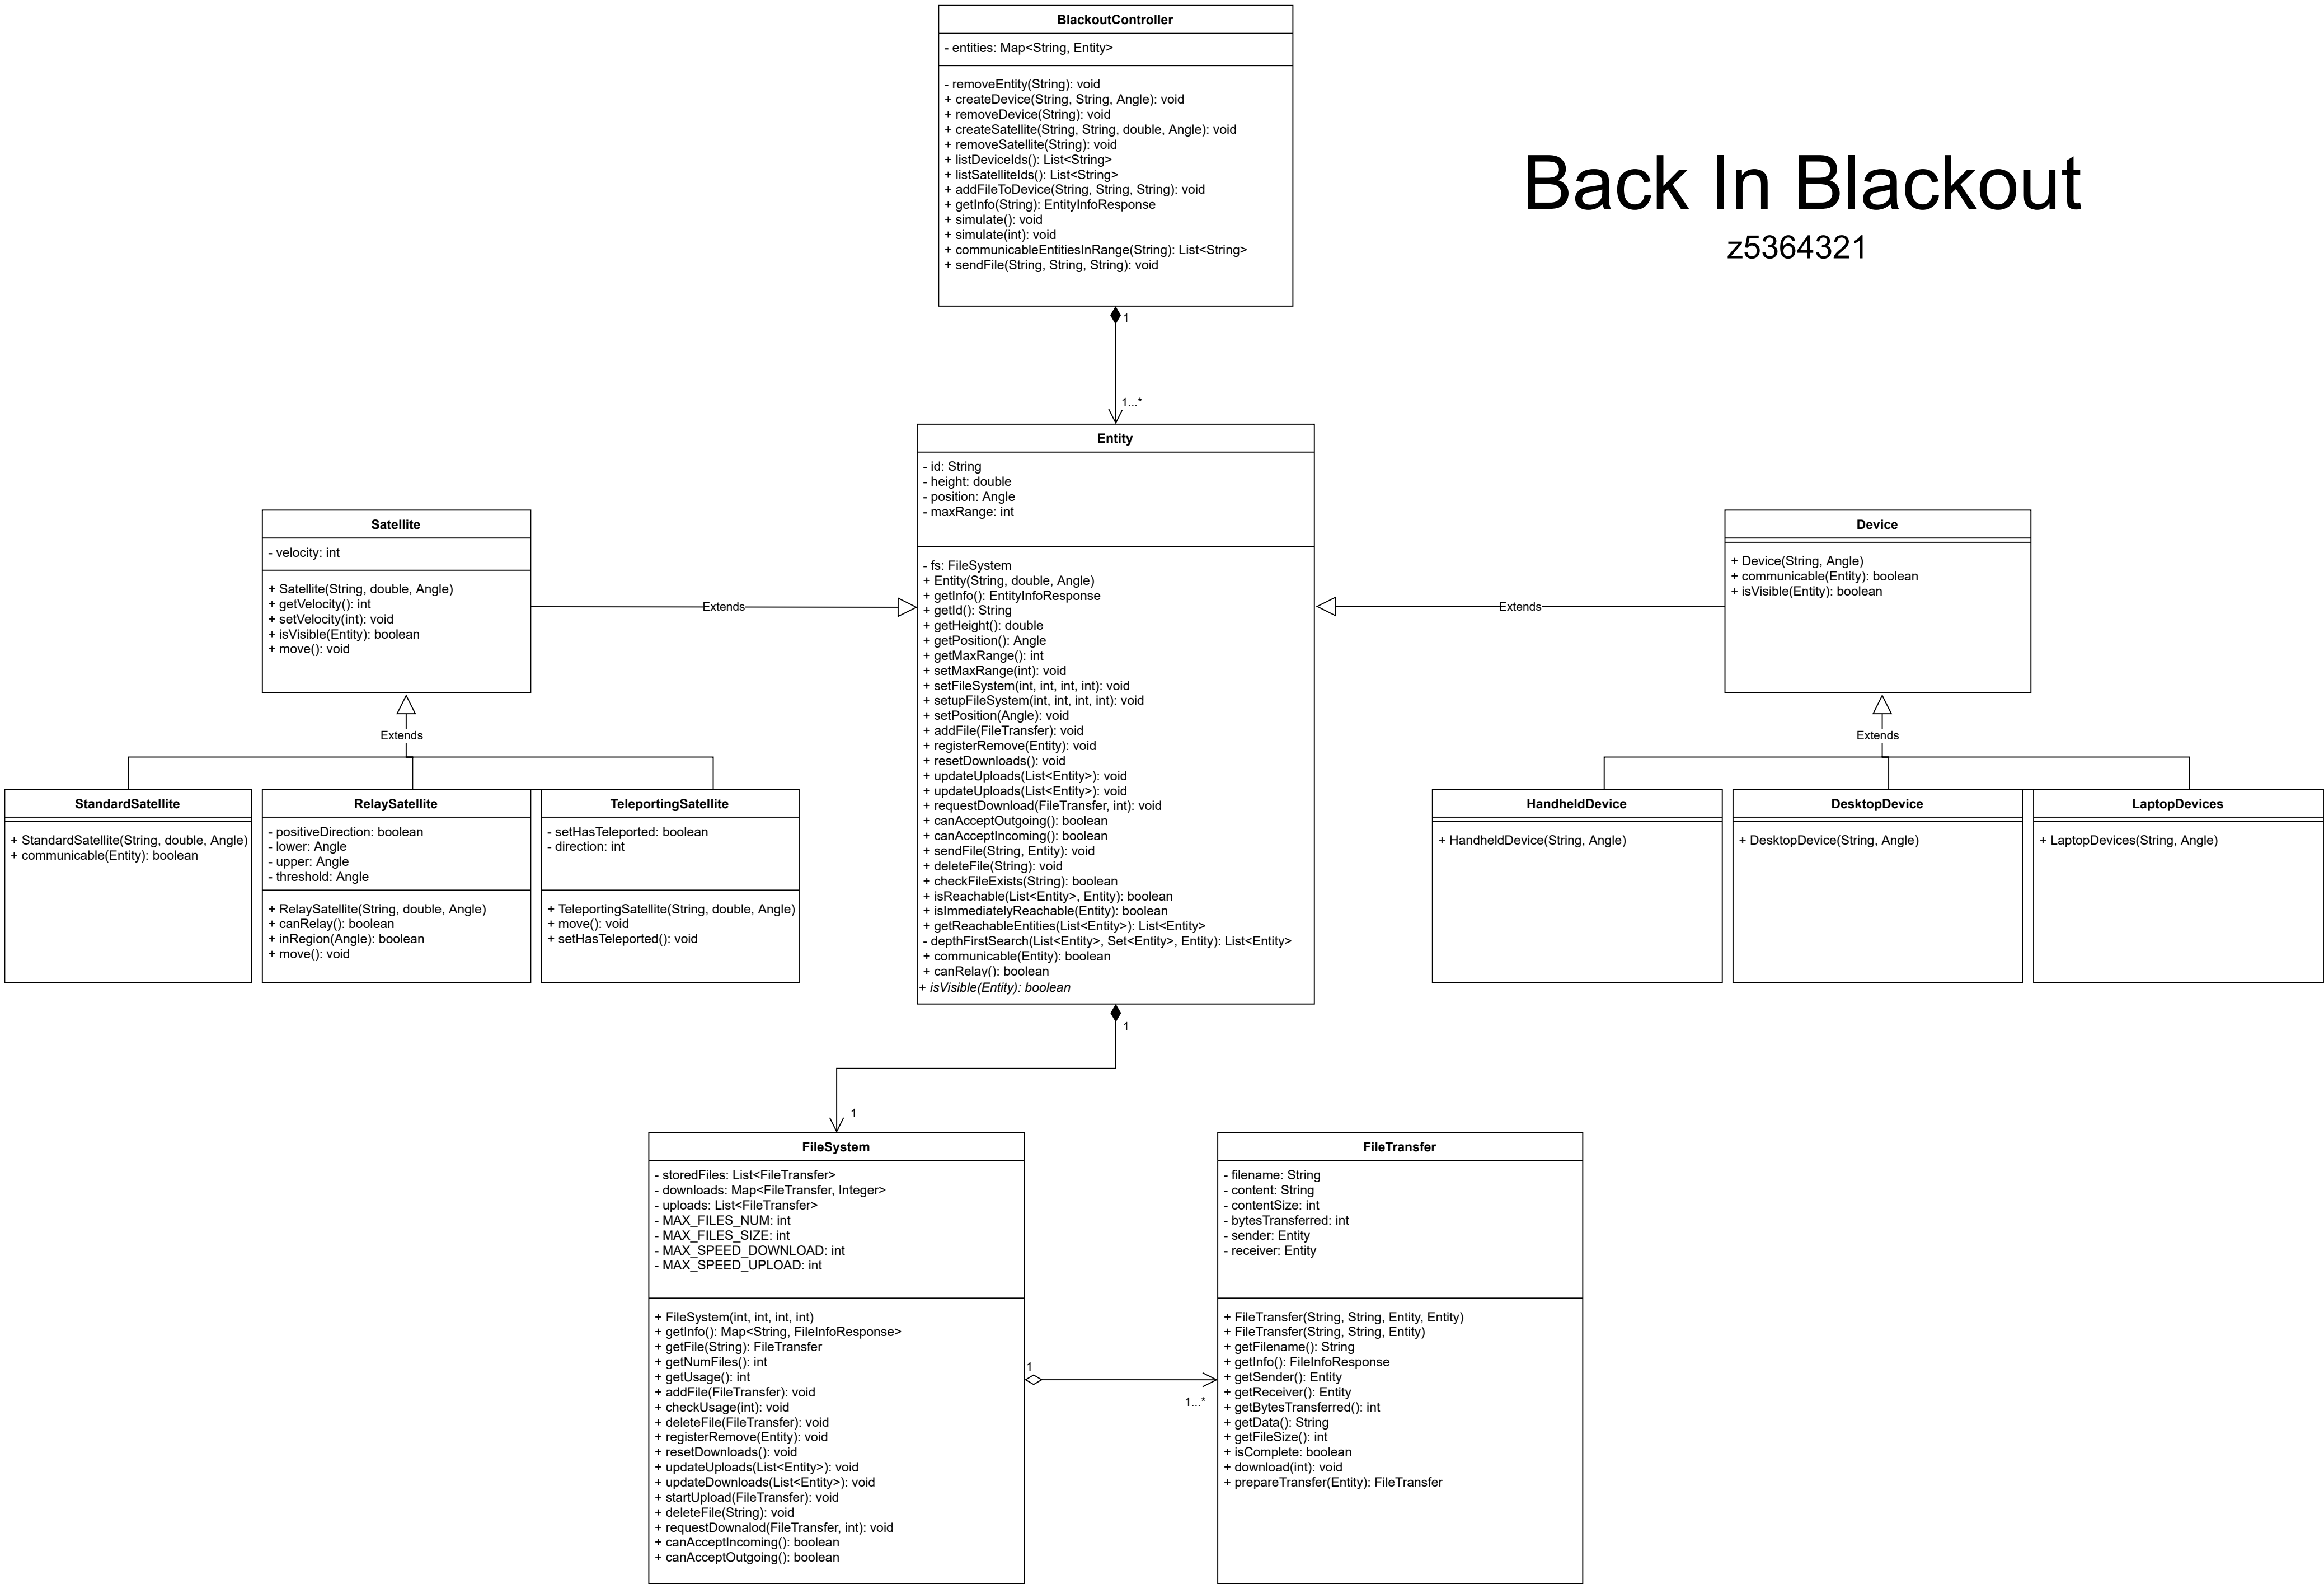 BlackoutController
- entities: Map<String, Entity>
- removeEntity(String): void
+ createDevice(String, String, Angle): void
+ removeDevice(String): void
+ createSatellite(String, String, double, Angle): void
+ removeSatellite(String): void
+ listDeviceIds(): List<String>
+ listSatelliteIds(): List<String>
+ addFileToDevice(String, String, String): void
+ getInfo(String): EntityInfoResponse
+ simulate(): void
+ simulate(int): void
+ communicableEntitiesInRange(String): List<String>
+ sendFile(String, String, String): void
Back In Blackout
z5364321
1
1...*
Entity
- id: String
- height: double
- position: Angle
- maxRange: int
- fs: FileSystem
+ Entity(String, double, Angle)
+ getInfo(): EntityInfoResponse
+ getId(): String
+ getHeight(): double
+ getPosition(): Angle
+ getMaxRange(): int
+ setMaxRange(int): void
+ setFileSystem(int, int, int, int): void
+ setupFileSystem(int, int, int, int): void
+ setPosition(Angle): void
+ addFile(FileTransfer): void
+ registerRemove(Entity): void
+ resetDownloads(): void
+ updateUploads(List<Entity>): void
+ updateUploads(List<Entity>): void
+ requestDownload(FileTransfer, int): void
+ canAcceptOutgoing(): boolean
+ canAcceptIncoming(): boolean
+ sendFile(String, Entity): void
+ deleteFile(String): void
+ checkFileExists(String): boolean
+ isReachable(List<Entity>, Entity): boolean
+ isImmediatelyReachable(Entity): boolean
+ getReachableEntities(List<Entity>): List<Entity>
- depthFirstSearch(List<Entity>, Set<Entity>, Entity): List<Entity>
+ communicable(Entity): boolean
+ canRelay(): boolean
+ isVisible(Entity): boolean
Satellite
- velocity: int
+ Satellite(String, double, Angle)
+ getVelocity(): int
+ setVelocity(int): void
+ isVisible(Entity): boolean
+ move(): void
Extends
Extends
Device
+ Device(String, Angle)
+ communicable(Entity): boolean
+ isVisible(Entity): boolean
Extends
Extends
StandardSatellite
+ StandardSatellite(String, double, Angle)
+ communicable(Entity): boolean
RelaySatellite
- positiveDirection: boolean
- lower: Angle
- upper: Angle
- threshold: Angle
+ RelaySatellite(String, double, Angle)
+ canRelay(): boolean
+ inRegion(Angle): boolean
+ move(): void
TeleportingSatellite
- setHasTeleported: boolean
- direction: int
+ TeleportingSatellite(String, double, Angle)
+ move(): void
+ setHasTeleported(): void
HandheldDevice
+ HandheldDevice(String, Angle)
DesktopDevice
+ DesktopDevice(String, Angle)
LaptopDevices
+ LaptopDevices(String, Angle)
1
1
FileSystem
- storedFiles: List<FileTransfer>
- downloads: Map<FileTransfer, Integer>
- uploads: List<FileTransfer>
- MAX_FILES_NUM: int
- MAX_FILES_SIZE: int
- MAX_SPEED_DOWNLOAD: int
- MAX_SPEED_UPLOAD: int
+ FileSystem(int, int, int, int)
+ getInfo(): Map<String, FileInfoResponse>
+ getFile(String): FileTransfer
+ getNumFiles(): int
+ getUsage(): int
+ addFile(FileTransfer): void
+ checkUsage(int): void
+ deleteFile(FileTransfer): void
+ registerRemove(Entity): void
+ resetDownloads(): void
+ updateUploads(List<Entity>): void
+ updateDownloads(List<Entity>): void
+ startUpload(FileTransfer): void
+ deleteFile(String): void
+ requestDownalod(FileTransfer, int): void
+ canAcceptIncoming(): boolean
+ canAcceptOutgoing(): boolean
1
1...*
FileTransfer
- filename: String
- content: String
- contentSize: int
- bytesTransferred: int
- sender: Entity
- receiver: Entity
+ FileTransfer(String, String, Entity, Entity)
+ FileTransfer(String, String, Entity)
+ getFilename(): String
+ getInfo(): FileInfoResponse
+ getSender(): Entity
+ getReceiver(): Entity
+ getBytesTransferred(): int
+ getData(): String
+ getFileSize(): int
+ isComplete: boolean
+ download(int): void
+ prepareTransfer(Entity): FileTransfer